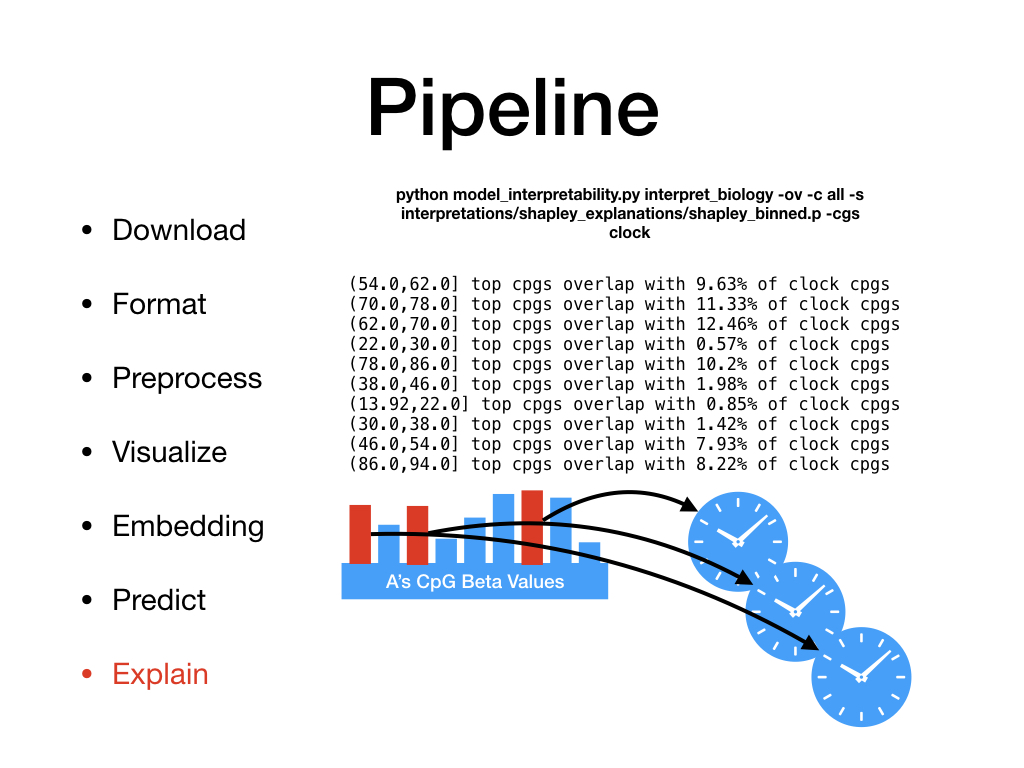 Pipeline
python model_interpretability.py interpret_biology -ov -c all -s
interpretations/shapley_explanations/shapley_binned.p -cgs
clock
• Download
• Format
• Preprocess
• Visualize
• Embedding
• Predict
• Explain
(54.0,62.0] top cpgs overlap with 9.63% of clock cpgs
(70.0,78.0] top cpgs overlap with 11.33% of clock cpgs
(62.0,70.0] top cpgs overlap with 12.46% of clock cpgs
(22.0,30.0] top cpgs overlap with 0.57% of clock cpgs
(78.0,86.0] top cpgs overlap with 10.2% of clock cpgs
(38.0,46.0] top cpgs overlap with 1.98% of clock cpgs
(13.92,22.0] top cpgs overlap with 0.85% of clock cpgs
(30.0,38.0] top cpgs overlap with 1.42% of clock cpgs
(46.0,54.0] top cpgs overlap with 7.93% of clock cpgs
(86.0,94.0] top cpgs overlap with 8.22% of clock cpgs
A’s CpG Beta Values